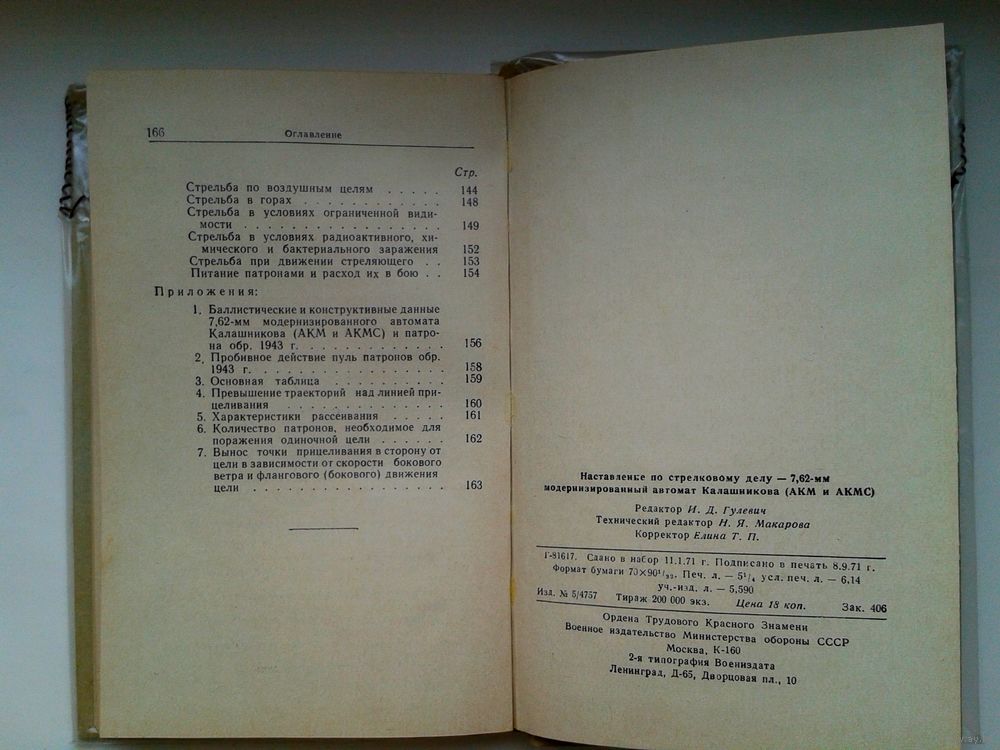 166 Оглавление
Стр.
Стрельба по воздушным целям . . . . . 144
Стрельба в горах . . . . . . . . . . . . 148
Стрельба в условиях ограниченной види-
мости . . . . . . . . . . . . . . . . . 149
Стрельба в условиях радиоактивного, хи-
мического и бактериального заражения 152
Стрельба при движении стреляющего . . 153
Питание патронами и расход их в бою . . 154
Приложения:
1. Баллистические и конструктивные данные
7,62-мм модернизированного автомата
Калашникова (АКМ и АКМС) и патро-
на обр. 1943 г. . . . . . . . . . . . . 156
2. Пробивное действие пуль патронов обр.
1943 г. . . . . . . . . . . . . . . . . 158
3. Основная таблица . . . . . . . . . . 159
4. Превышение траекторий над линией при-
целивания . . . . . . . . . . . . . . 160
5. Характеристики рассеивания . . . . . 161
6. Количество патронов, необходимое для
поражения одиночной цели . . . . . . 162
7. Вынос точки прицеливания в сторону от
цели в зависимости от скорости бокового
ветра и флангового (бокового) движения
цели . . . . . . . . . . . . . . . . . 163
Наставление по стрелковому делу — 7,62-мм
модернизированный автомат Калашникова (АКМ и АКМС)
Редактор И. Д. Гулевич
Технический редактор Н. Я. Макарова
Корректор Елина Т. П.
Г-81617. Сдано в набор 11.1.71 г. Подписано в печать 8.9.71 г.
Формат бумаги 70×90¹/₃₂, Печ. л. — 5¹/₄ усл. печ. л. — 6,14
уч.-изд. л. — 5,590
Изд. № 5/4757 Тираж 200 000 экз. Цена 18 коп. Зак. 406
Ордена Трудового Красного Знамени
Военное издательство Министерства обороны СССР
Москва, К-160
2-я типография Воениздата
Ленинград, Д-65, Дворцовая пл., 10